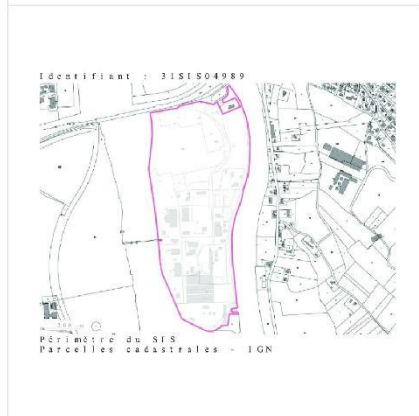 Identifiant : 31SIS04989
Périmètre du SIS
Parcelles cadastrales - IGN